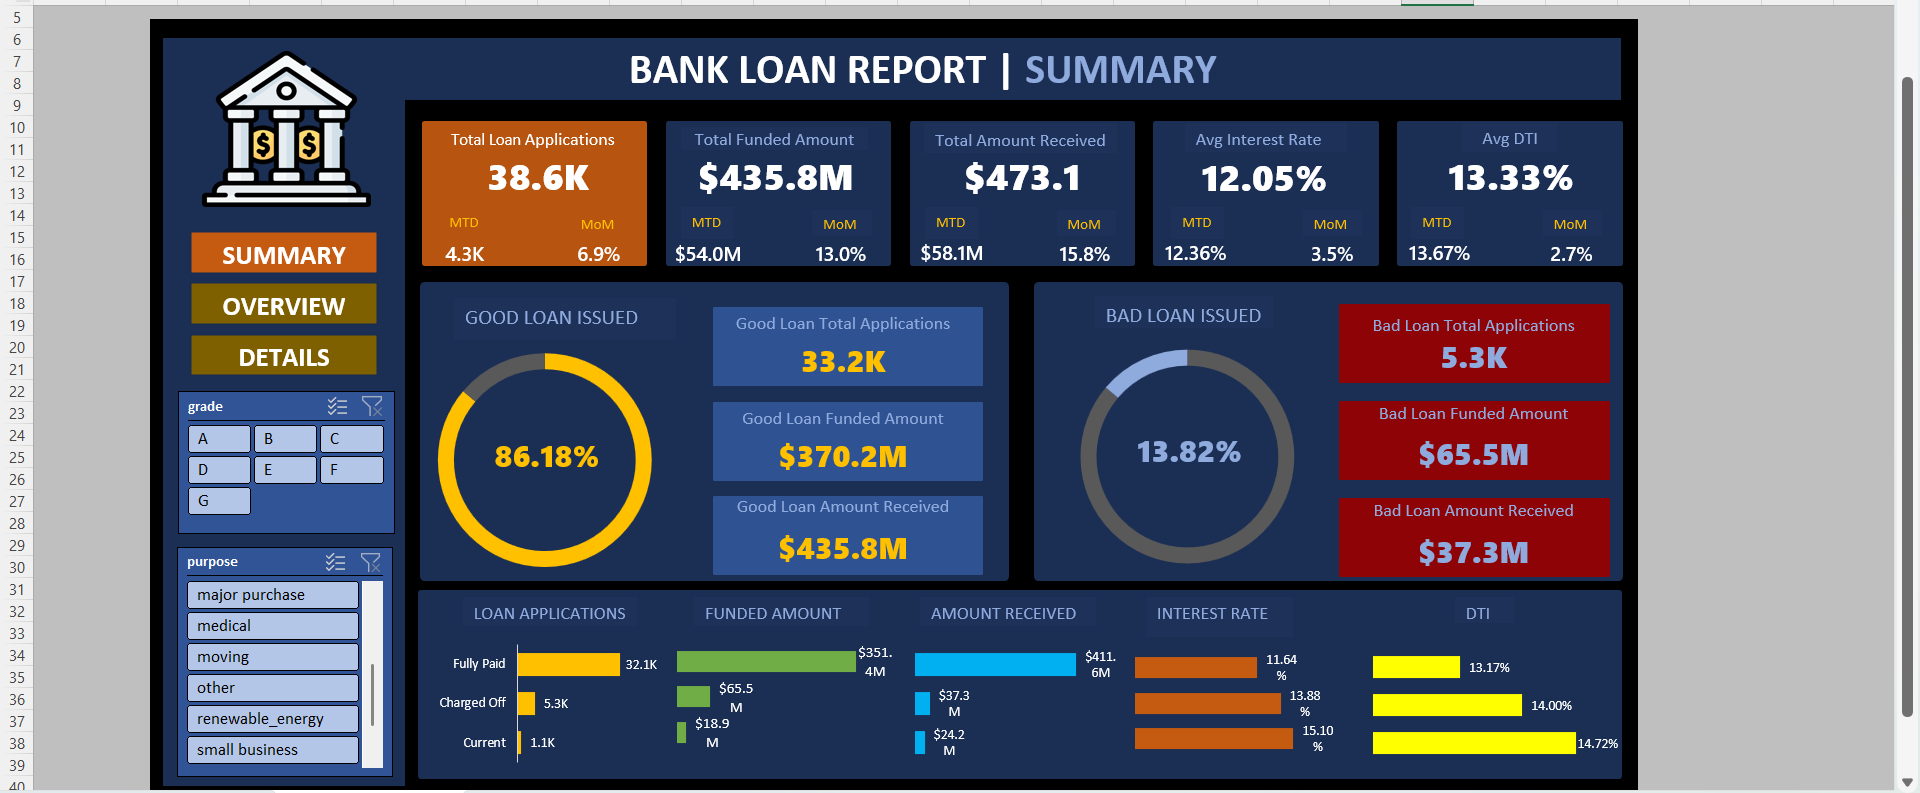 5
6
7
8
9
10
11
12
13
14
15
16
17
18
19
20
21
22
23
24
25
26
27
28
29
30
31
32
33
34
35
36
37
38
39
40
BANK LOAN REPORT | SUMMARY
SUMMARY
OVERVIEW
DETAILS
grade
A B C
D E F
G
purpose
major purchase
medical
moving
other
renewable_energy
small business
Total Loan Applications
38.6K
MTD MoM
4.3K 6.9%
Total Funded Amount
$435.8M
MTD MoM
$54.0M 13.0%
Total Amount Received
$473.1
MTD MoM
$58.1M 15.8%
Avg Interest Rate
12.05%
MTD MoM
12.36% 3.5%
Avg DTI
13.33%
MTD MoM
13.67% 2.7%
GOOD LOAN ISSUED
86.18%
Good Loan Total Applications
33.2K
Good Loan Funded Amount
$370.2M
Good Loan Amount Received
$435.8M
BAD LOAN ISSUED
13.82%
Bad Loan Total Applications
5.3K
Bad Loan Funded Amount
$65.5M
Bad Loan Amount Received
$37.3M
LOAN APPLICATIONS
Fully Paid 32.1K
Charged Off 5.3K
Current 1.1K
FUNDED AMOUNT
$351.
4M
$65.5
M
$18.9
M
AMOUNT RECEIVED
$411.
6M
$37.3
M
$24.2
M
INTEREST RATE
11.64
%
13.88
%
15.10
%
DTI
13.17%
14.00%
14.72%